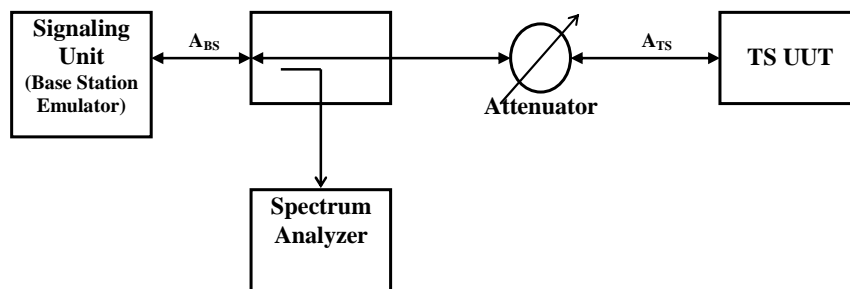 Signaling
Unit
(Base Station
Emulator)
A_BS
A_TS
TS UUT
Attenuator
Spectrum
Analyzer